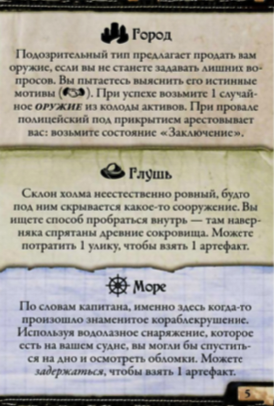 Город
Подозрительный тип предлагает продать вам
оружие, если вы не станете задавать лишних во-
просов. Вы пытаетесь выяснить его истинные
мотивы (). При успехе возьмите 1 случай-
ное ОРУЖИЕ из колоды активов. При провале
полицейский под прикрытием арестовывает
вас: возьмите состояние «Заключение».
Глушь
Склон холма неестественно ровный, будто
под ним скрывается какое-то сооружение. Вы
ищете способ пробраться внутрь — там навер-
няка спрятаны древние сокровища. Можете
потратить 1 улику, чтобы взять 1 артефакт.
Море
По словам капитана, именно здесь когда-то
произошло знаменитое кораблекрушение.
Используя водолазное снаряжение, которое
есть на вашем судне, вы могли бы спустить-
ся на дно и осмотреть обломки. Можете
задержаться, чтобы взять 1 артефакт.
5